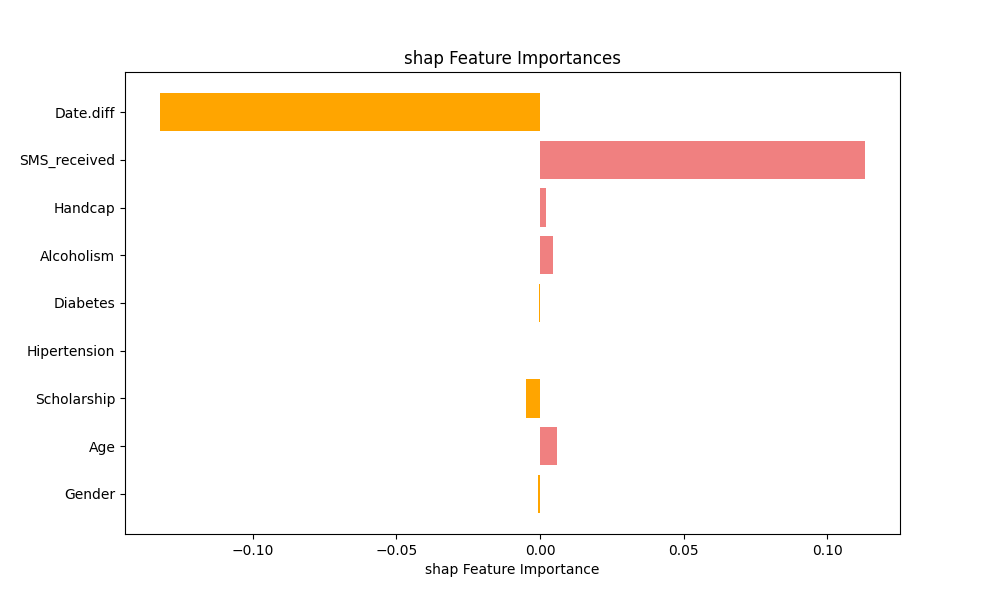 shap Feature Importances
Date.diff
SMS_received
Handcap
Alcoholism
Diabetes
Hipertension
Scholarship
Age
Gender
−0.10 −0.05 0.00 0.05 0.10
shap Feature Importance